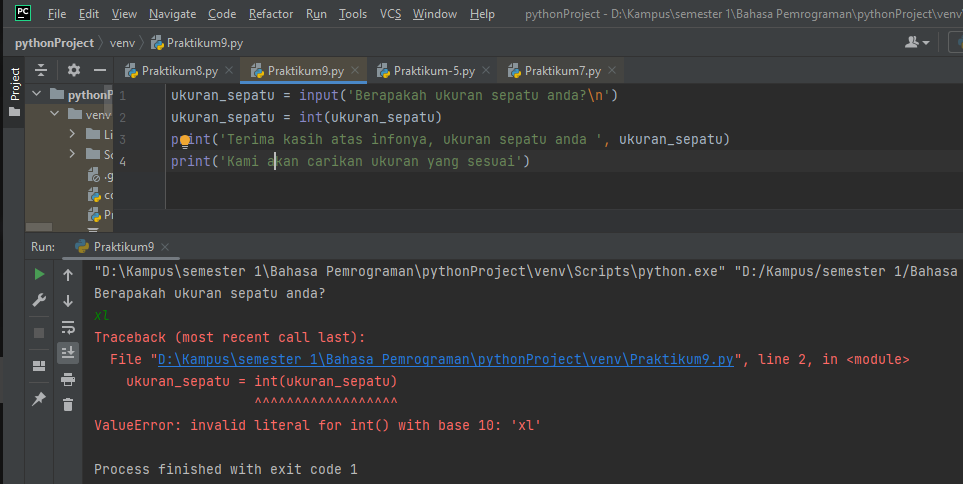 PC File Edit View Navigate Code Refactor Run Tools VCS Window Help pythonProject - D:\Kampus\semester 1\Bahasa Pemrograman\pythonProject\venv\
pythonProject venv Praktikum9.py
Project
Praktikum8.py Praktikum9.py Praktikum-5.py Praktikum7.py
pythonP
venv
Li
Sc
.g
co
Pr
1 ukuran_sepatu = input('Berapakah ukuran sepatu anda?\n')
2 ukuran_sepatu = int(ukuran_sepatu)
3 print('Terima kasih atas infonya, ukuran sepatu anda ', ukuran_sepatu)
4 print('Kami akan carikan ukuran yang sesuai')
Run: Praktikum9
"D:\Kampus\semester 1\Bahasa Pemrograman\pythonProject\venv\Scripts\python.exe" "D:/Kampus/semester 1/Bahasa
Berapakah ukuran sepatu anda?
xl
Traceback (most recent call last):
File "D:\Kampus\semester 1\Bahasa Pemrograman\pythonProject\venv\Praktikum9.py", line 2, in <module>
ukuran_sepatu = int(ukuran_sepatu)
^^^^^^^^^^^^^^^^^^
ValueError: invalid literal for int() with base 10: 'xl'
Process finished with exit code 1